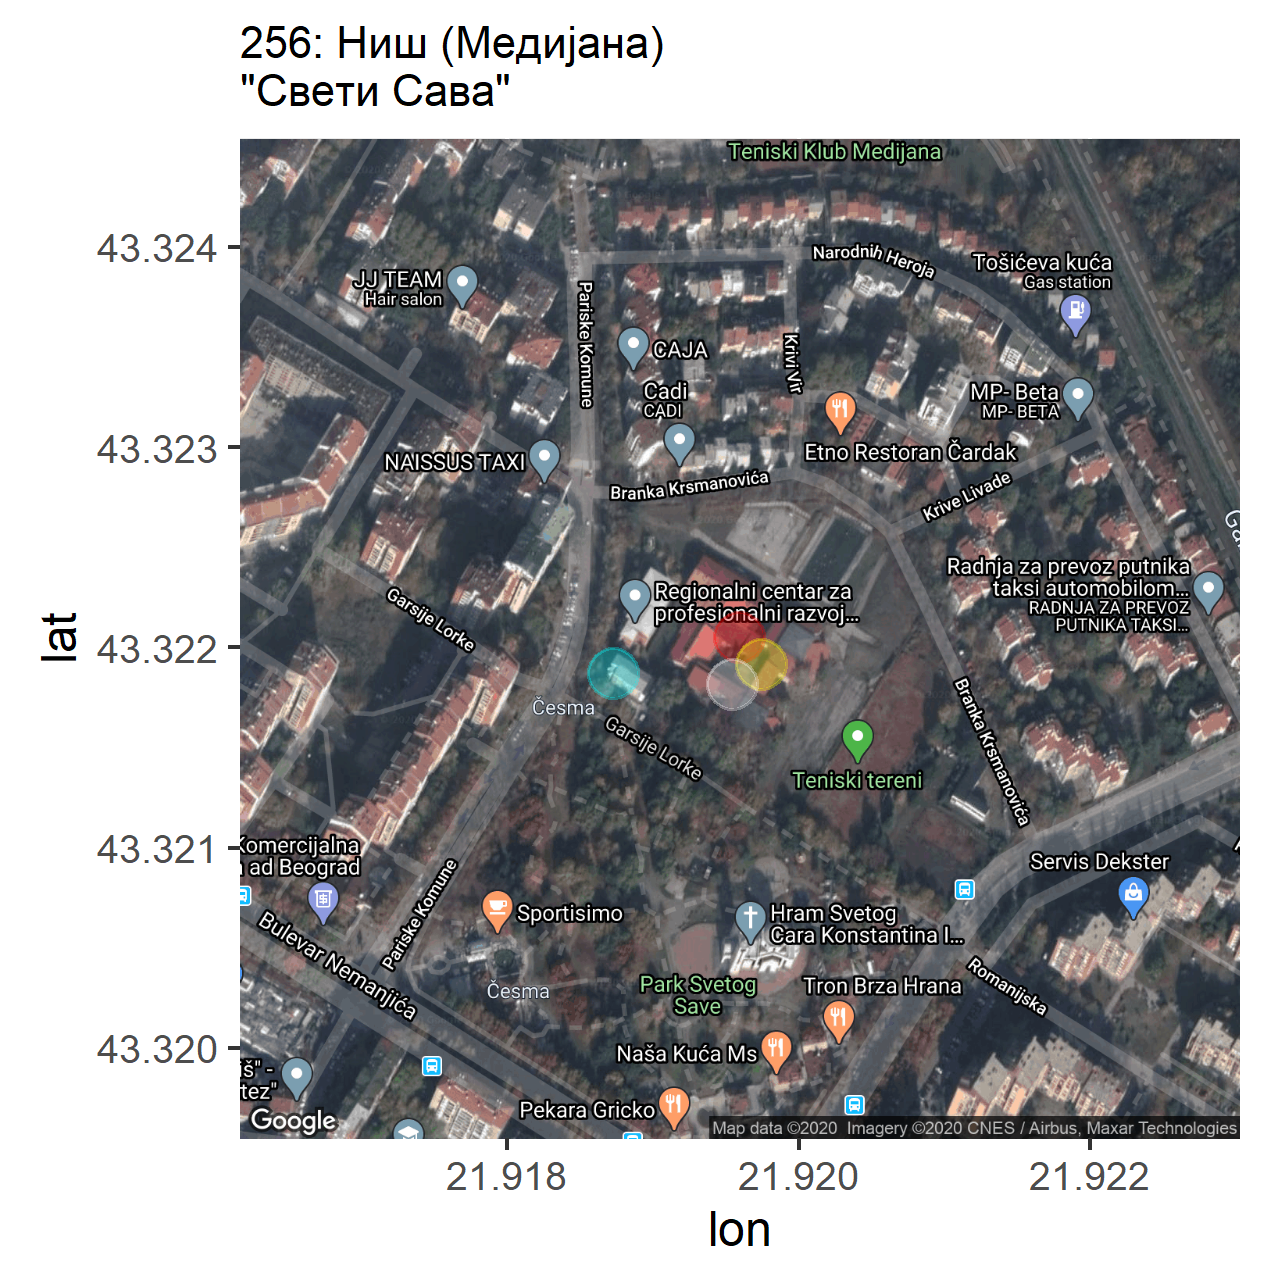 256: Ниш (Медијана)
"Свети Сава"
Teniski Klub Medijana
43.324
Narodnih Heroja
Tošićeva kuća
Gas station
JJ TEAM
Hair salon
Pariske Komune
CAJA
Krivi Vir
Cadi
CADI
MP- Beta
MP- BETA
43.323
Etno Restoran Čardak
NAISSUS TAXI
Branka Krsmanovića
Krive Livade
Radnja za prevoz putnika
taksi automobilom...
RADNJA ZA PREVOZ
PUTNIKA TAKSI...
Regionalni centar za
profesionalni razvoj...
Garsije Lorke
lat
43.322
Česma
Garsije Lorke
Branka Krsmanovića
Teniski tereni
43.321
Komercijalna
ad Beograd
Servis Dekster
Pariske Komune
Sportisimo
Hram Svetog
Cara Konstantina I...
Bulevar Nemanjića
Česma
Park Svetog
Save
Tron Brza Hrana
Romanijska
43.320
Naša Kuća Ms
iš" -
tez"
Pekara Gricko
Google
Map data ©2020 Imagery ©2020 CNES / Airbus, Maxar Technologies
21.918
21.920
21.922
lon